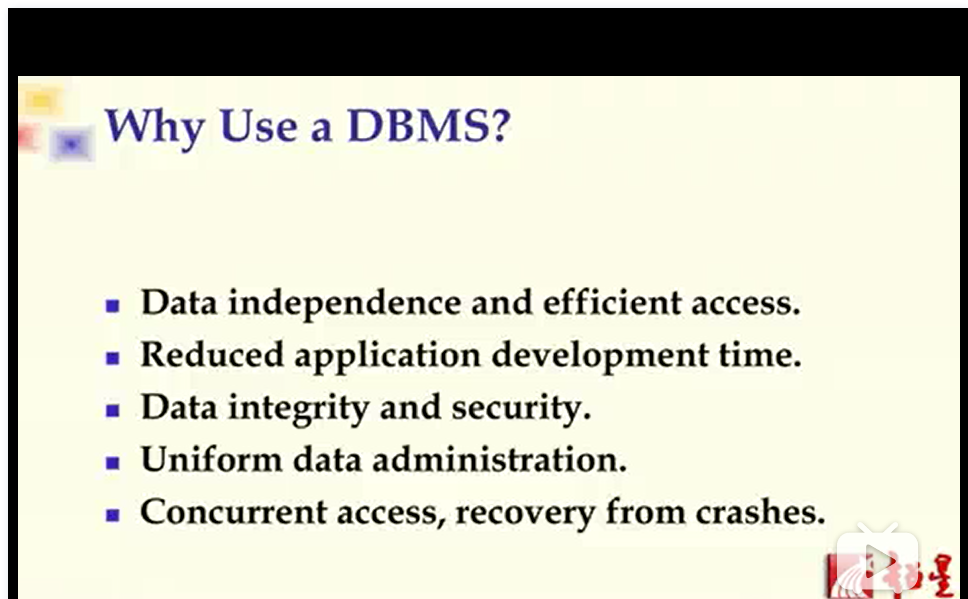 Why Use a DBMS?
Data independence and efficient access.
Reduced application development time.
Data integrity and security.
Uniform data administration.
Concurrent access, recovery from crashes.